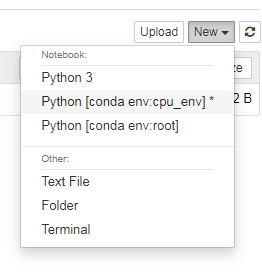 Upload New
Notebook:
ze
Python 3
Python [conda env:cpu_env] *
2 B
Python [conda env:root]
Other:
Text File
Folder
Terminal